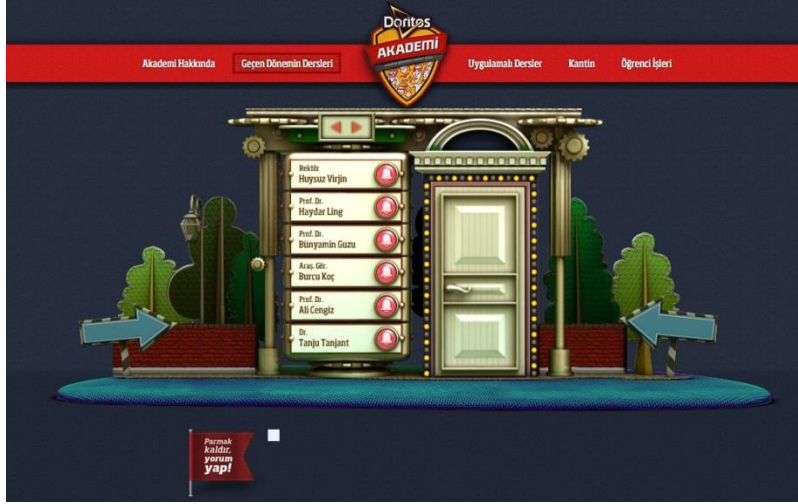 Doritos
AKADEMİ
Akademi Hakkında
Geçen Dönemin Dersleri
Uygulamalı Dersler
Kantin
Öğrenci İşleri
Rektör
Huysuz Virjin
Prof. Dr.
Haydar Ling
Prof. Dr.
Bünyamin Guzu
Araş. Gör.
Burcu Koç
Prof. Dr.
Ali Cengiz
Dr.
Tanju Tanjant
Parmak
kaldır,
yorum
yap!